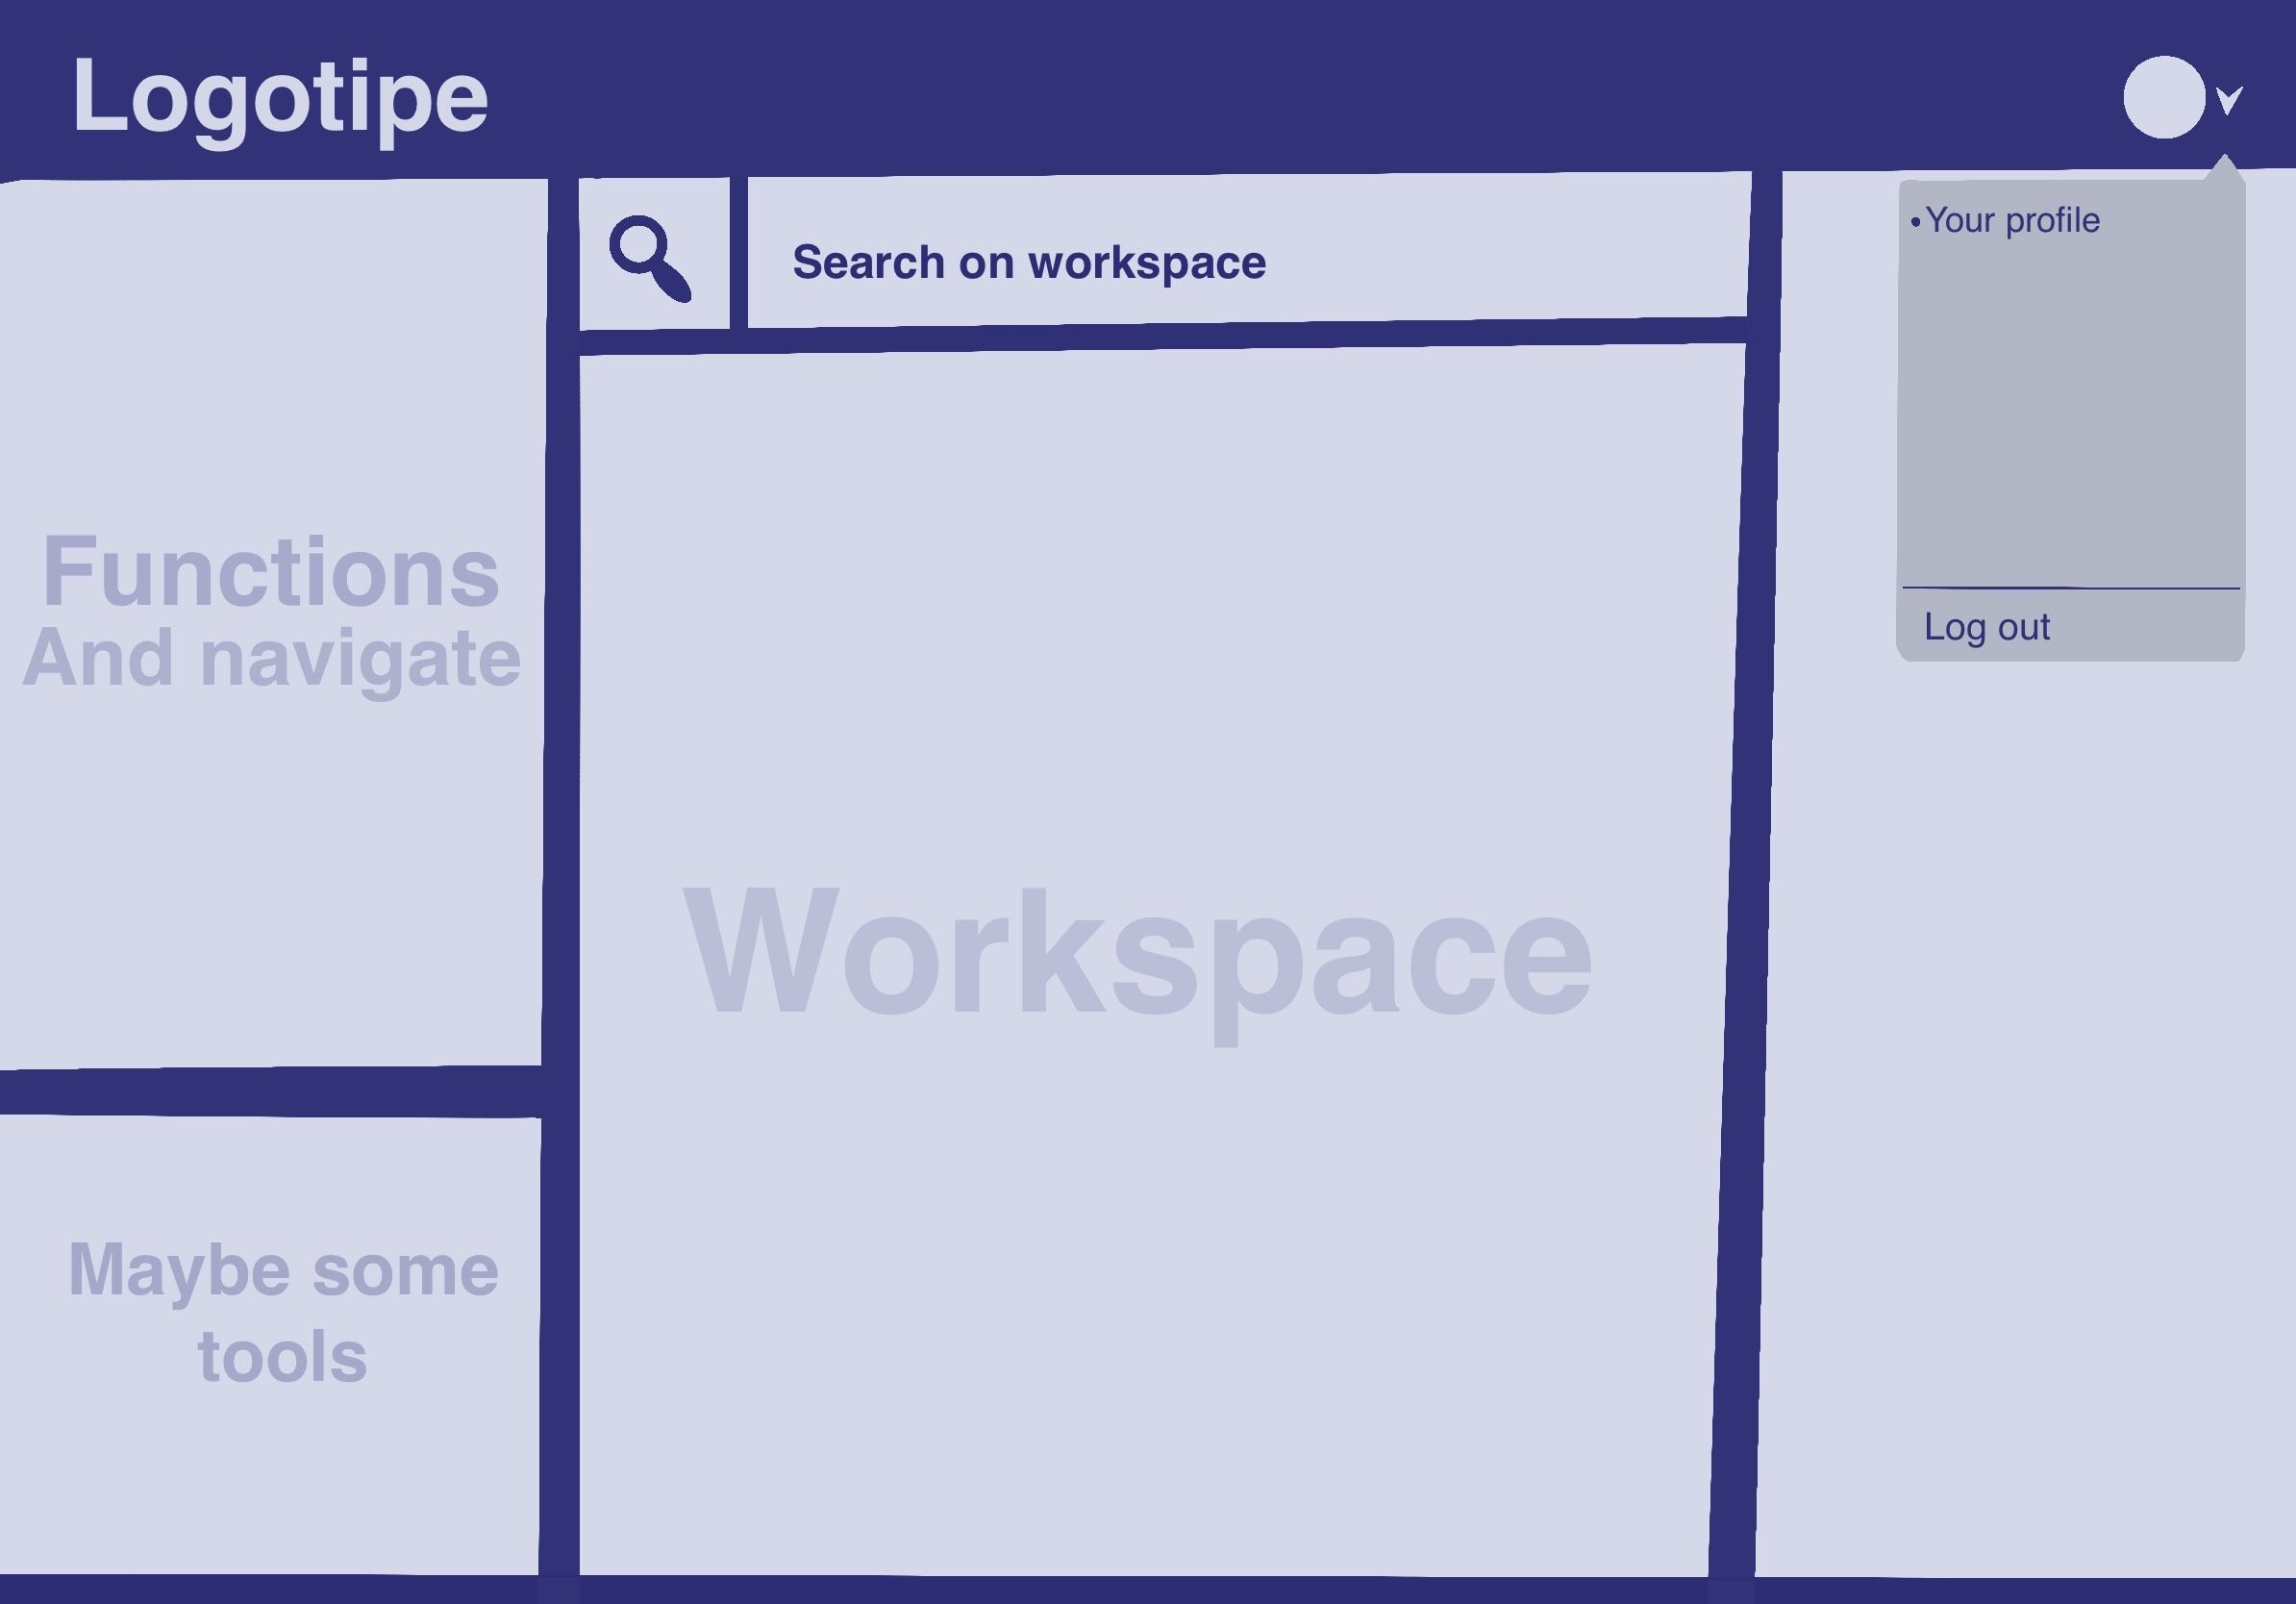 Logotipe
Search on workspace
• Your profile
Log out
Functions
And navigate
Workspace
Maybe some
tools